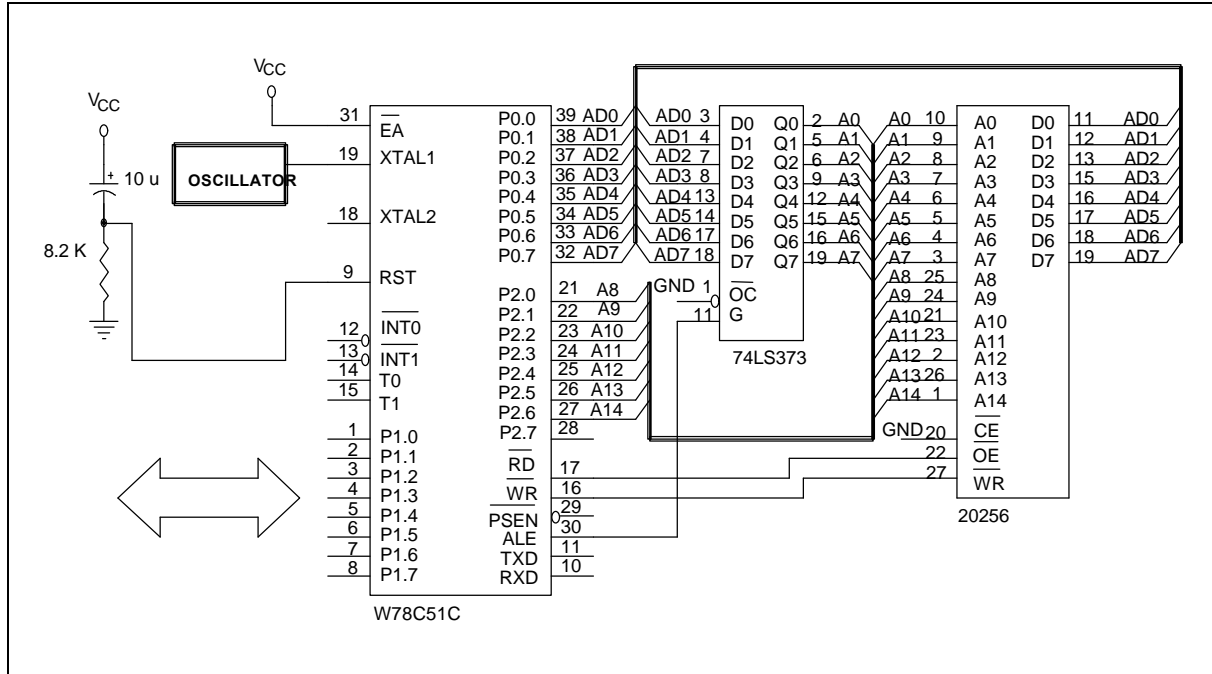 VCC
VCC
10 u
8.2 K
OSCILLATOR
31 EA
19 XTAL1
18 XTAL2
9 RST
12 INT0
13 INT1
14 T0
15 T1
1 P1.0
2 P1.1
3 P1.2
4 P1.3
5 P1.4
6 P1.5
7 P1.6
8 P1.7
P0.0 39 AD0
P0.1 38 AD1
P0.2 37 AD2
P0.3 36 AD3
P0.4 35 AD4
P0.5 34 AD5
P0.6 33 AD6
P0.7 32 AD7
P2.0 21 A8
P2.1 22 A9
P2.2 23 A10
P2.3 24 A11
P2.4 25 A12
P2.5 26 A13
P2.6 27 A14
P2.7 28
RD 17
WR 16
PSEN 29
ALE 30
TXD 11
RXD 10
W78C51C
AD0 3 D0 Q0 2 A0
AD1 4 D1 Q1 5 A1
AD2 7 D2 Q2 6 A2
AD3 8 D3 Q3 9 A3
AD4 13 D4 Q4 12 A4
AD5 14 D5 Q5 15 A5
AD6 17 D6 Q6 16 A6
AD7 18 D7 Q7 19 A7
GND 1 OC
11 G
74LS373
A0 10 A0 D0 11 AD0
A1 9 A1 D1 12 AD1
A2 8 A2 D2 13 AD2
A3 7 A3 D3 15 AD3
A4 6 A4 D4 16 AD4
A5 5 A5 D5 17 AD5
A6 4 A6 D6 18 AD6
A7 3 A7 D7 19 AD7
A8 25 A8
A9 24 A9
A10 21 A10
A11 23 A11
A12 2 A12
A13 26 A13
A14 1 A14
GND 20 CE
22 OE
27 WR
20256